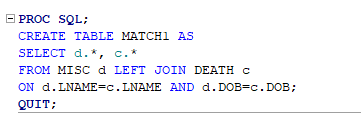 PROC SQL;
CREATE TABLE MATCH1 AS
SELECT d.*, c.*
FROM MISC d LEFT JOIN DEATH c
ON d.LNAME=c.LNAME AND d.DOB=c.DOB;
QUIT;